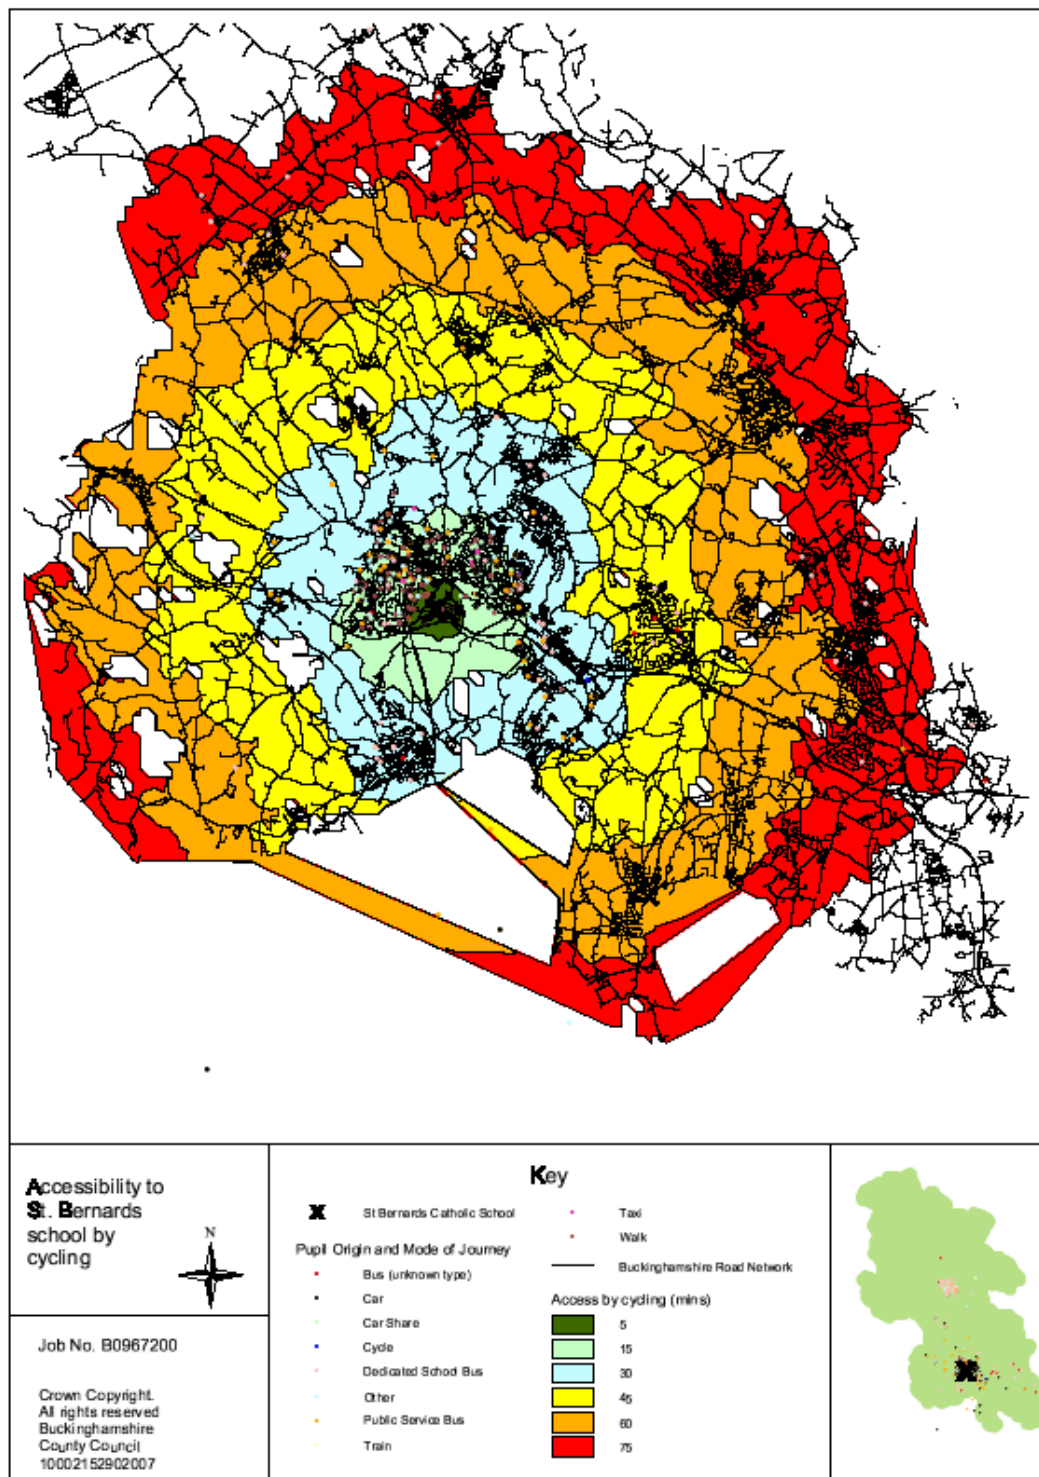 Accessibility to
St. Bernards
school by
cycling
N
Job No. B0967200
Crown Copyright.
All rights reserved
Buckinghamshire
County Council
10002152902007
Key
X St Bernards Catholic School
Pupil Origin and Mode of Journey
Bus (unknown type)
Car
Car Share
Cycle
Dedicated School Bus
Other
Public Service Bus
Train
Taxi
Walk
Buckinghamshire Road Network
Access by cycling (mins)
5
15
30
45
60
75
X